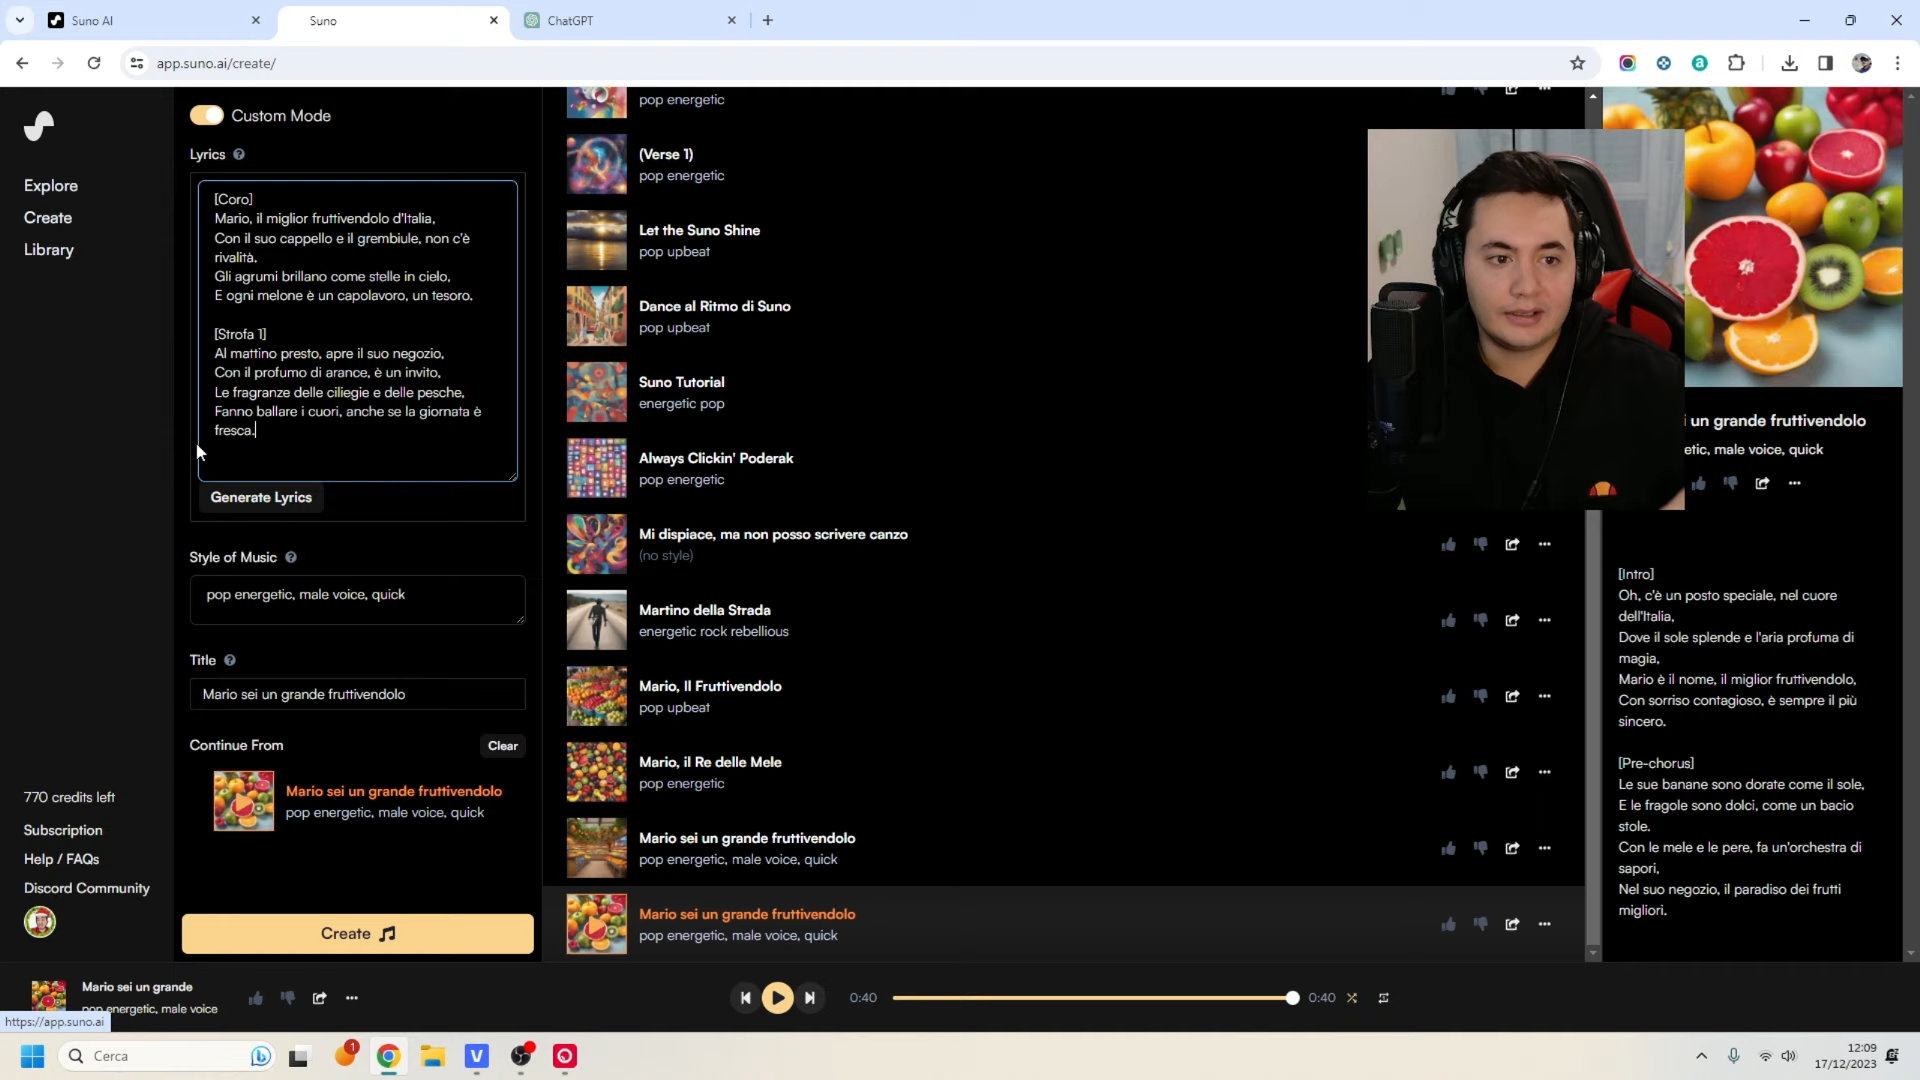 Suno AI
Suno
ChatGPT
app.suno.ai/create/
Explore
Create
Library
770 credits left
Subscription
Help / FAQs
Discord Community
Custom Mode
Lyrics
[Coro]
Mario, il miglior fruttivendolo d'Italia,
Con il suo cappello e il grembiule, non c'è
rivalità.
Gli agrumi brillano come stelle in cielo,
E ogni melone è un capolavoro, un tesoro.
[Strofa 1]
Al mattino presto, apre il suo negozio,
Con il profumo di arance, è un invito,
Le fragranze delle ciliegie e delle pesche,
Fanno ballare i cuori, anche se la giornata è
fresca.
Generate Lyrics
Style of Music
pop energetic, male voice, quick
Title
Mario sei un grande fruttivendolo
Continue From
Clear
Mario sei un grande fruttivendolo
pop energetic, male voice, quick
Create
pop energetic
(Verse 1)
pop energetic
Let the Suno Shine
pop upbeat
Dance al Ritmo di Suno
pop upbeat
Suno Tutorial
energetic pop
Always Clickin' Poderak
pop energetic
Mi dispiace, ma non posso scrivere canzo
(no style)
Martino della Strada
energetic rock rebellious
Mario, Il Fruttivendolo
pop upbeat
Mario, il Re delle Mele
pop energetic
Mario sei un grande fruttivendolo
pop energetic, male voice, quick
Mario sei un grande fruttivendolo
pop energetic, male voice, quick
i un grande fruttivendolo
etic, male voice, quick
[Intro]
Oh, c'è un posto speciale, nel cuore
dell'Italia,
Dove il sole splende e l'aria profuma di
magia,
Mario è il nome, il miglior fruttivendolo,
Con sorriso contagioso, è sempre il più
sincero.
[Pre-chorus]
Le sue banane sono dorate come il sole,
E le fragole sono dolci, come un bacio
stole.
Con le mele e le pere, fa un'orchestra di
sapori,
Nel suo negozio, il paradiso dei frutti
migliori.
Mario sei un grande
pop energetic, male voice
0:40
0:40
https://app.suno.ai
Cerca
1
12:09
17/12/2023